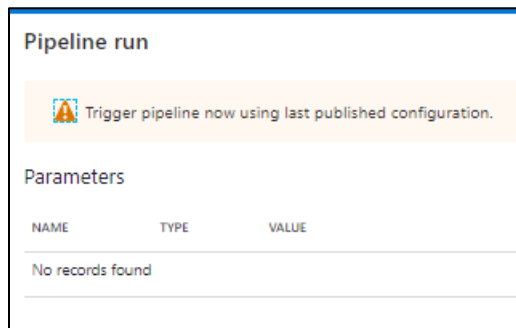 Pipeline run
Trigger pipeline now using last published configuration.
Parameters
NAME TYPE VALUE
No records found